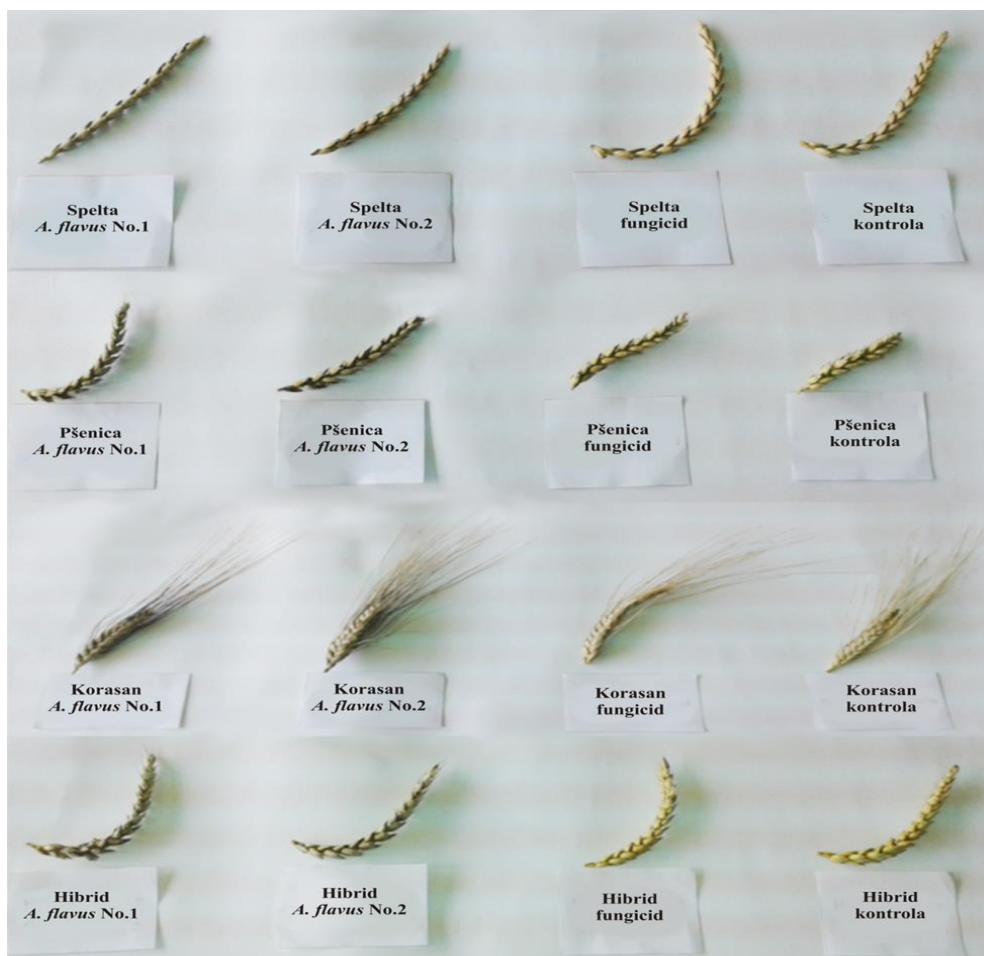 Spelta
A. flavus No.1
Spelta
A. flavus No.2
Spelta
fungicid
Spelta
kontrola
Pšenica
A. flavus No.1
Pšenica
A. flavus No.2
Pšenica
fungicid
Pšenica
kontrola
Korasan
A. flavus No.1
Korasan
A. flavus No.2
Korasan
fungicid
Korasan
kontrola
Hibrid
A. flavus No.1
Hibrid
A. flavus No.2
Hibrid
fungicid
Hibrid
kontrola